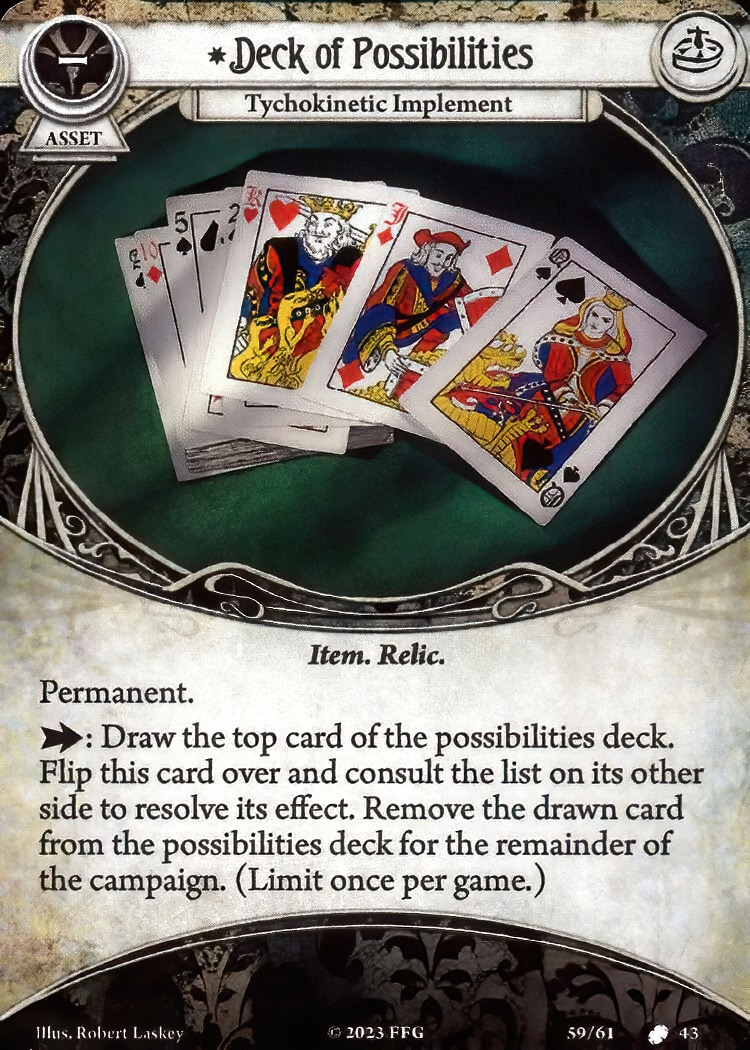 *Deck of Possibilities
Tychokinetic Implement
ASSET
10
5
2
K
J
Item. Relic.
Permanent.
: Draw the top card of the possibilities deck.
Flip this card over and consult the list on its other
side to resolve its effect. Remove the drawn card
from the possibilities deck for the remainder of
the campaign. (Limit once per game.)
Illus. Robert Laskey
© 2023 FFG
59/61
43